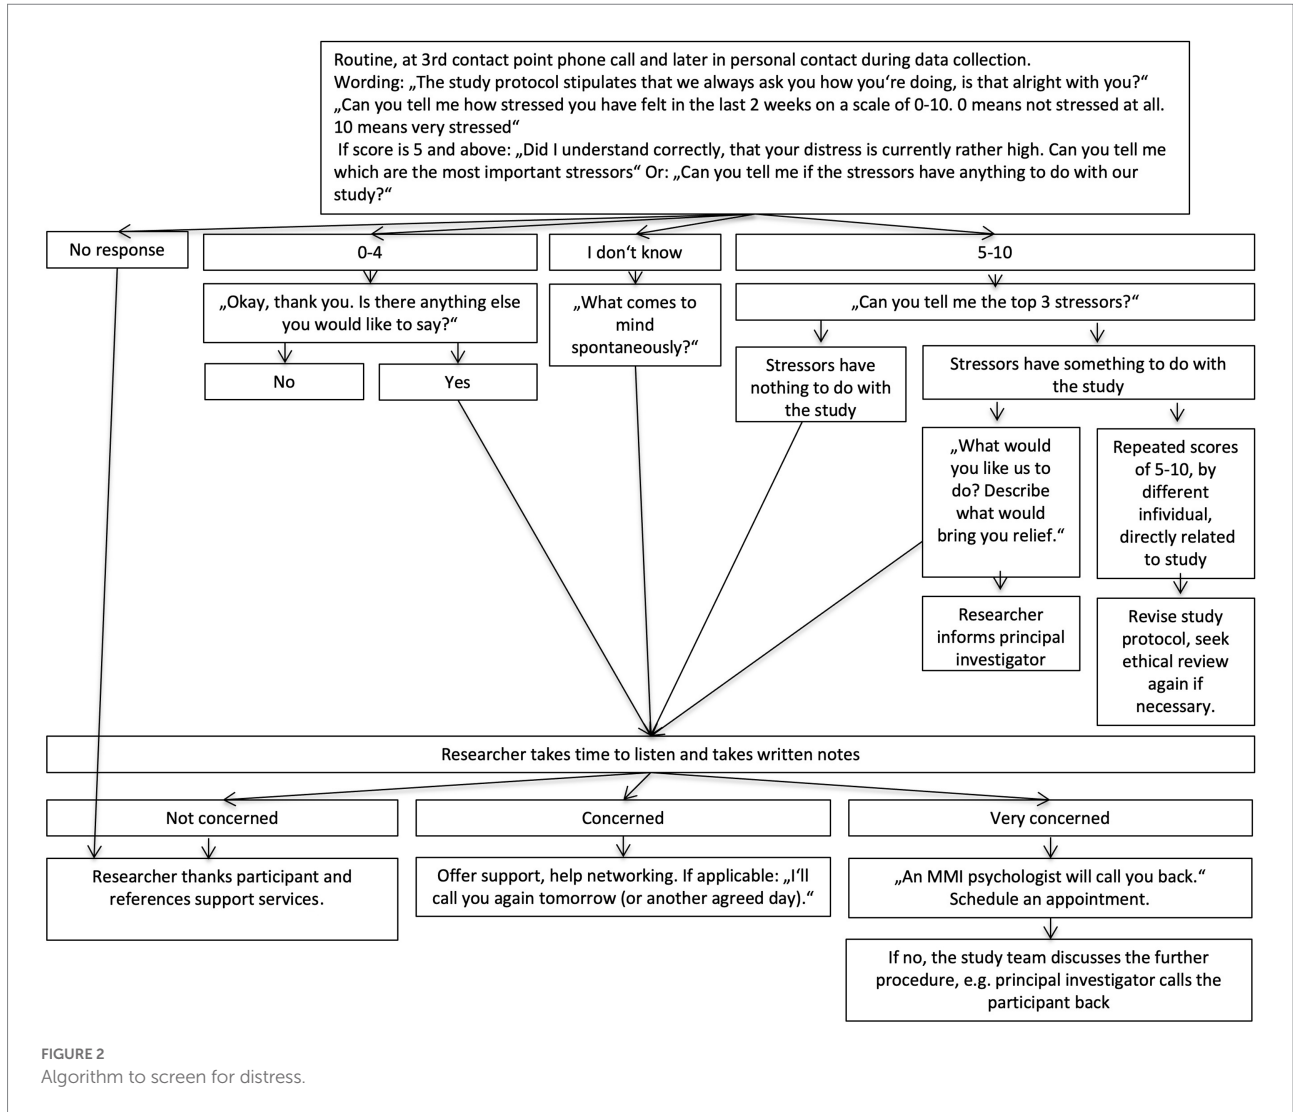 Routine, at 3rd contact point phone call and later in personal contact during data collection.
Wording: „The study protocol stipulates that we always ask you how you‘re doing, is that alright with you?“
„Can you tell me how stressed you have felt in the last 2 weeks on a scale of 0-10. 0 means not stressed at all.
10 means very stressed“
If score is 5 and above: „Did I understand correctly, that your distress is currently rather high. Can you tell me
which are the most important stressors“ Or: „Can you tell me if the stressors have anything to do with our
study?“
No response
0-4
I don‘t know
5-10
„Okay, thank you. Is there anything else
you would like to say?“
„What comes to
mind
spontaneously?“
„Can you tell me the top 3 stressors?“
No
Yes
Stressors have
nothing to do with
the study
Stressors have something to do with
the study
„What would
you like us to
do? Describe
what would
bring you relief.“
Repeated scores
of 5-10, by
different
infividual,
directly related
to study
Researcher
informs principal
investigator
Revise study
protocol, seek
ethical review
again if
necessary.
Researcher takes time to listen and takes written notes
Not concerned
Concerned
Very concerned
Researcher thanks participant and
references support services.
Offer support, help networking. If applicable: „I‘ll
call you again tomorrow (or another agreed day).“
„An MMI psychologist will call you back.“
Schedule an appointment.
If no, the study team discusses the further
procedure, e.g. principal investigator calls the
participant back
FIGURE 2
Algorithm to screen for distress.